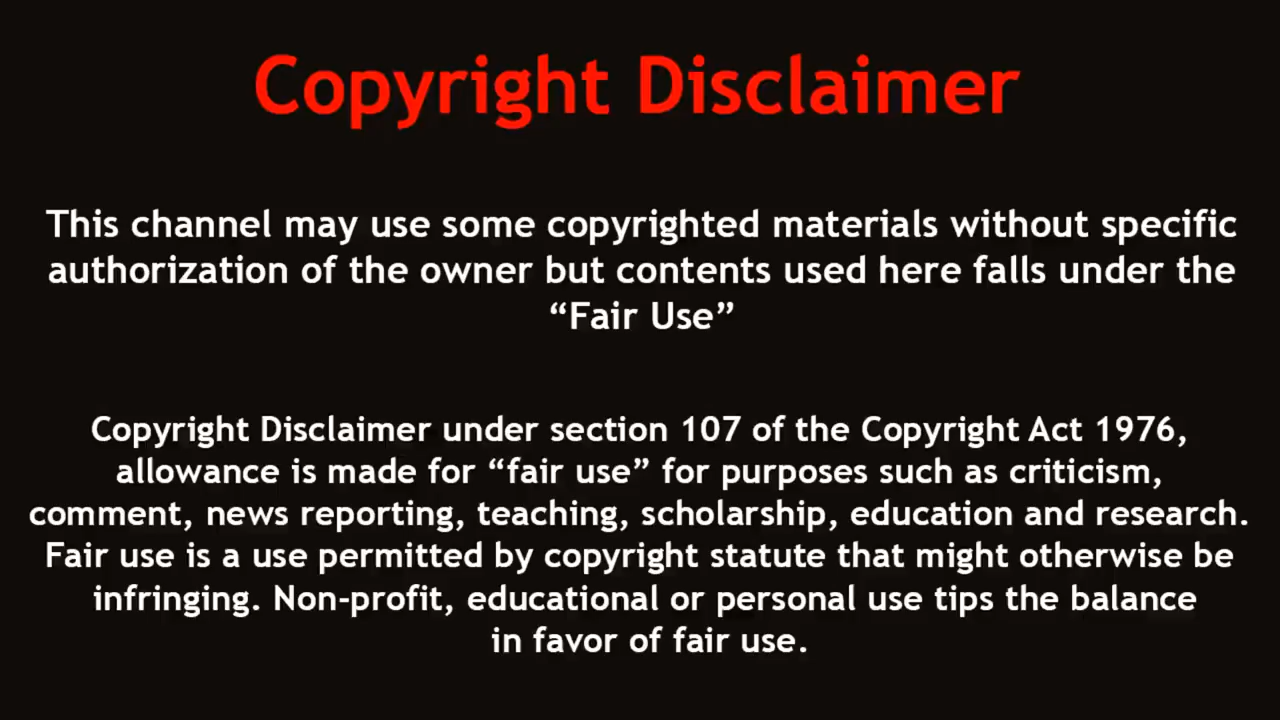 Copyright Disclaimer
This channel may use some copyrighted materials without specific
authorization of the owner but contents used here falls under the
“Fair Use”
Copyright Disclaimer under section 107 of the Copyright Act 1976,
allowance is made for “fair use” for purposes such as criticism,
comment, news reporting, teaching, scholarship, education and research.
Fair use is a use permitted by copyright statute that might otherwise be
infringing. Non-profit, educational or personal use tips the balance
in favor of fair use.